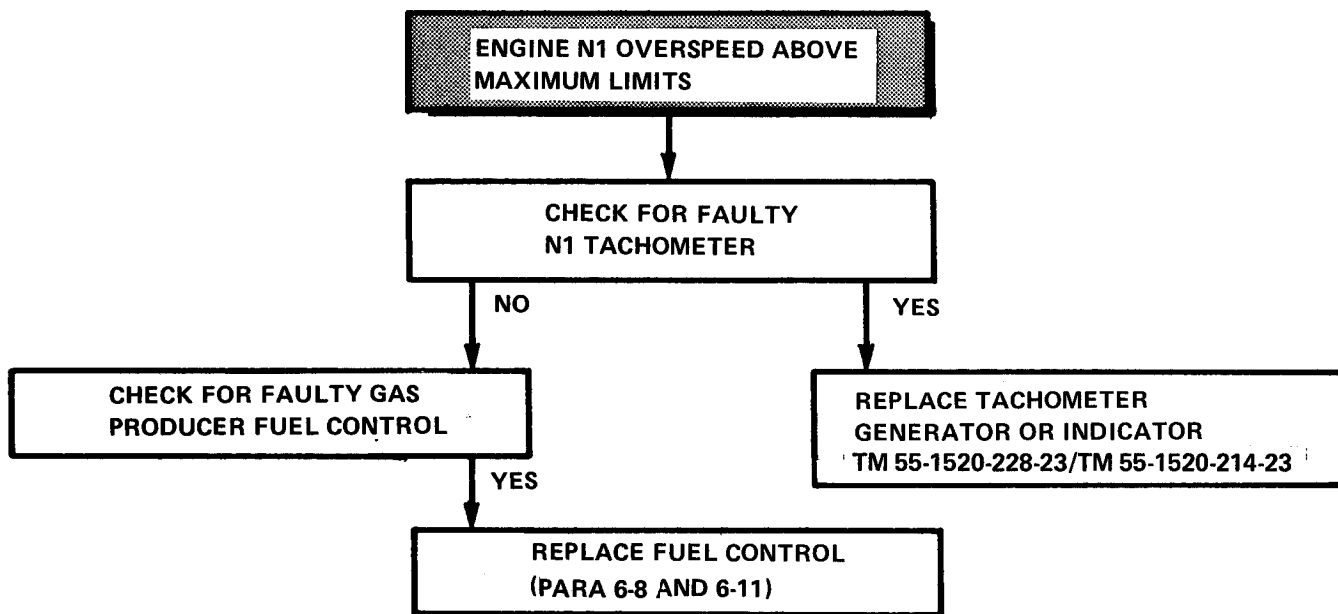 ENGINE N1 OVERSPEED ABOVE
MAXIMUM LIMITS
CHECK FOR FAULTY
N1 TACHOMETER
NO
YES
CHECK FOR FAULTY GAS
PRODUCER FUEL CONTROL
REPLACE TACHOMETER
GENERATOR OR INDICATOR
TM 55-1520-228-23/TM 55-1520-214-23
YES
REPLACE FUEL CONTROL
(PARA 6-8 AND 6-11)